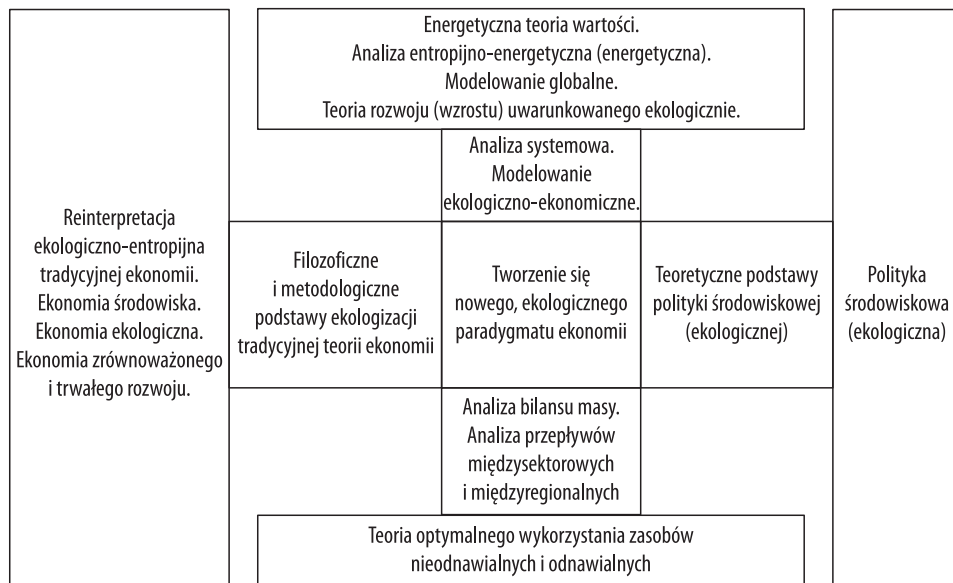 Energetyczna teoria wartości.
Analiza entropijno-energetyczna (energetyczna).
Modelowanie globalne.
Teoria rozwoju (wzrostu) uwarunkowanego ekologicznie.
Analiza systemowa.
Modelowanie
ekologiczno-ekonomiczne.
Reinterpretacja
ekologiczno-entropijna
tradycyjnej ekonomii.
Ekonomia środowiska.
Ekonomia ekologiczna.
Ekonomia zrównoważonego
i trwałego rozwoju.
Filozoficzne
i metodologiczne
podstawy ekologizacji
tradycyjnej teorii ekonomii
Tworzenie się
nowego, ekologicznego
paradygmatu ekonomii
Teoretyczne podstawy
polityki środowiskowej
(ekologicznej)
Polityka
środowiskowa
(ekologiczna)
Analiza bilansu masy.
Analiza przepływów
międzysektorowych
i międzyregionalnych
Teoria optymalnego wykorzystania zasobów
nieodnawialnych i odnawialnych